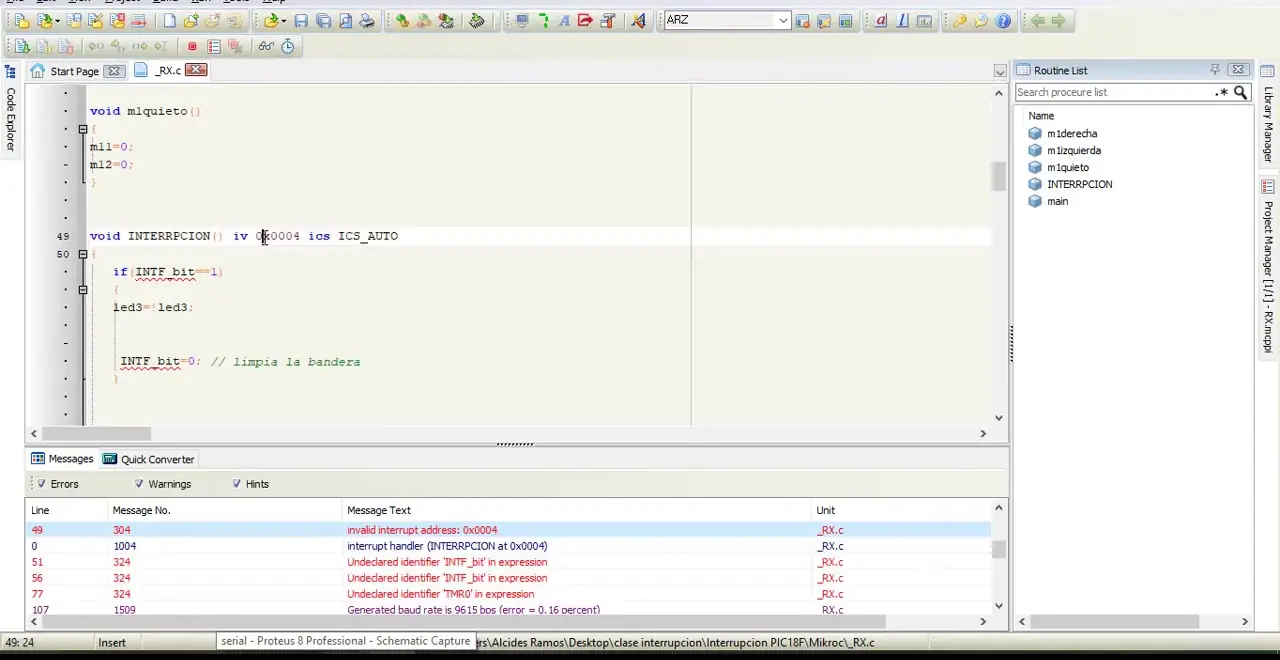 ARZ
Start Page
_RX.c
Code Explorer
void m1quieto()
{
m11=0;
m12=0;
}
49 void INTERRPCION() iv 0x0004 ics ICS_AUTO
50 {
if(INTF_bit==1)
{
led3=!led3;
INTF_bit=0; // limpia la bandera
}
Routine List
Search proceure list
.*
Name
m1derecha
m1izquierda
m1quieto
INTERRPCION
main
Library Manager
Project Manager [1/1] - RX.mcppi
Messages Quick Converter
Errors Warnings Hints
Line Message No. Message Text Unit
49 304 invalid interrupt address: 0x0004 _RX.c
0 1004 interrupt handler (INTERRPCION at 0x0004) _RX.c
51 324 Undeclared identifier 'INTF_bit' in expression _RX.c
56 324 Undeclared identifier 'INTF_bit' in expression _RX.c
77 324 Undeclared identifier 'TMR0' in expression _RX.c
107 1509 Generated baud rate is 9615 bps (error = 0.16 percent) _RX.c
49: 24 Insert serial - Proteus 8 Professional - Schematic Capture ers\Alcides Ramos\Desktop\clase interrupcion\Interrupcion PIC18F\Mikroc\_RX.c